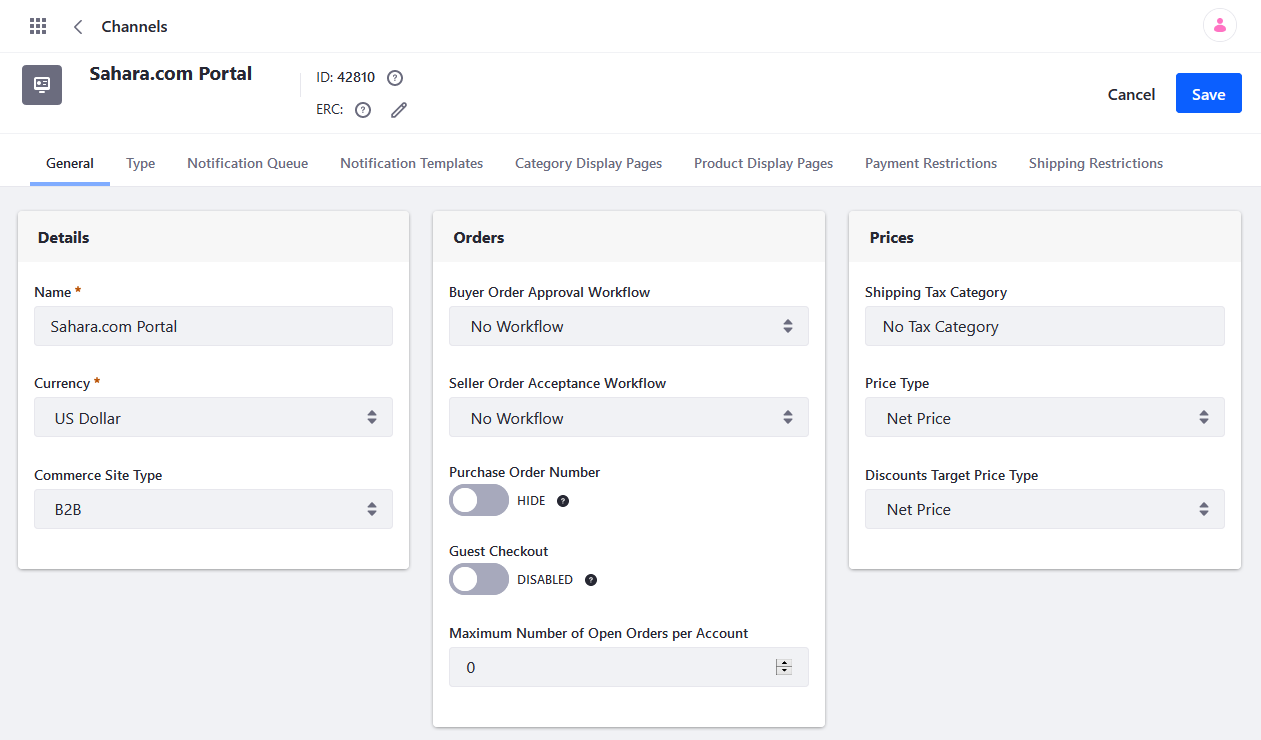 Channels
Sahara.com Portal
ID: 42810 ?
ERC: ?
Cancel
Save
General Type Notification Queue Notification Templates Category Display Pages Product Display Pages Payment Restrictions Shipping Restrictions
Details
Name *
Sahara.com Portal
Currency *
US Dollar
Commerce Site Type
B2B
Orders
Buyer Order Approval Workflow
No Workflow
Seller Order Acceptance Workflow
No Workflow
Purchase Order Number
HIDE ?
Guest Checkout
DISABLED ?
Maximum Number of Open Orders per Account
0
Prices
Shipping Tax Category
No Tax Category
Price Type
Net Price
Discounts Target Price Type
Net Price